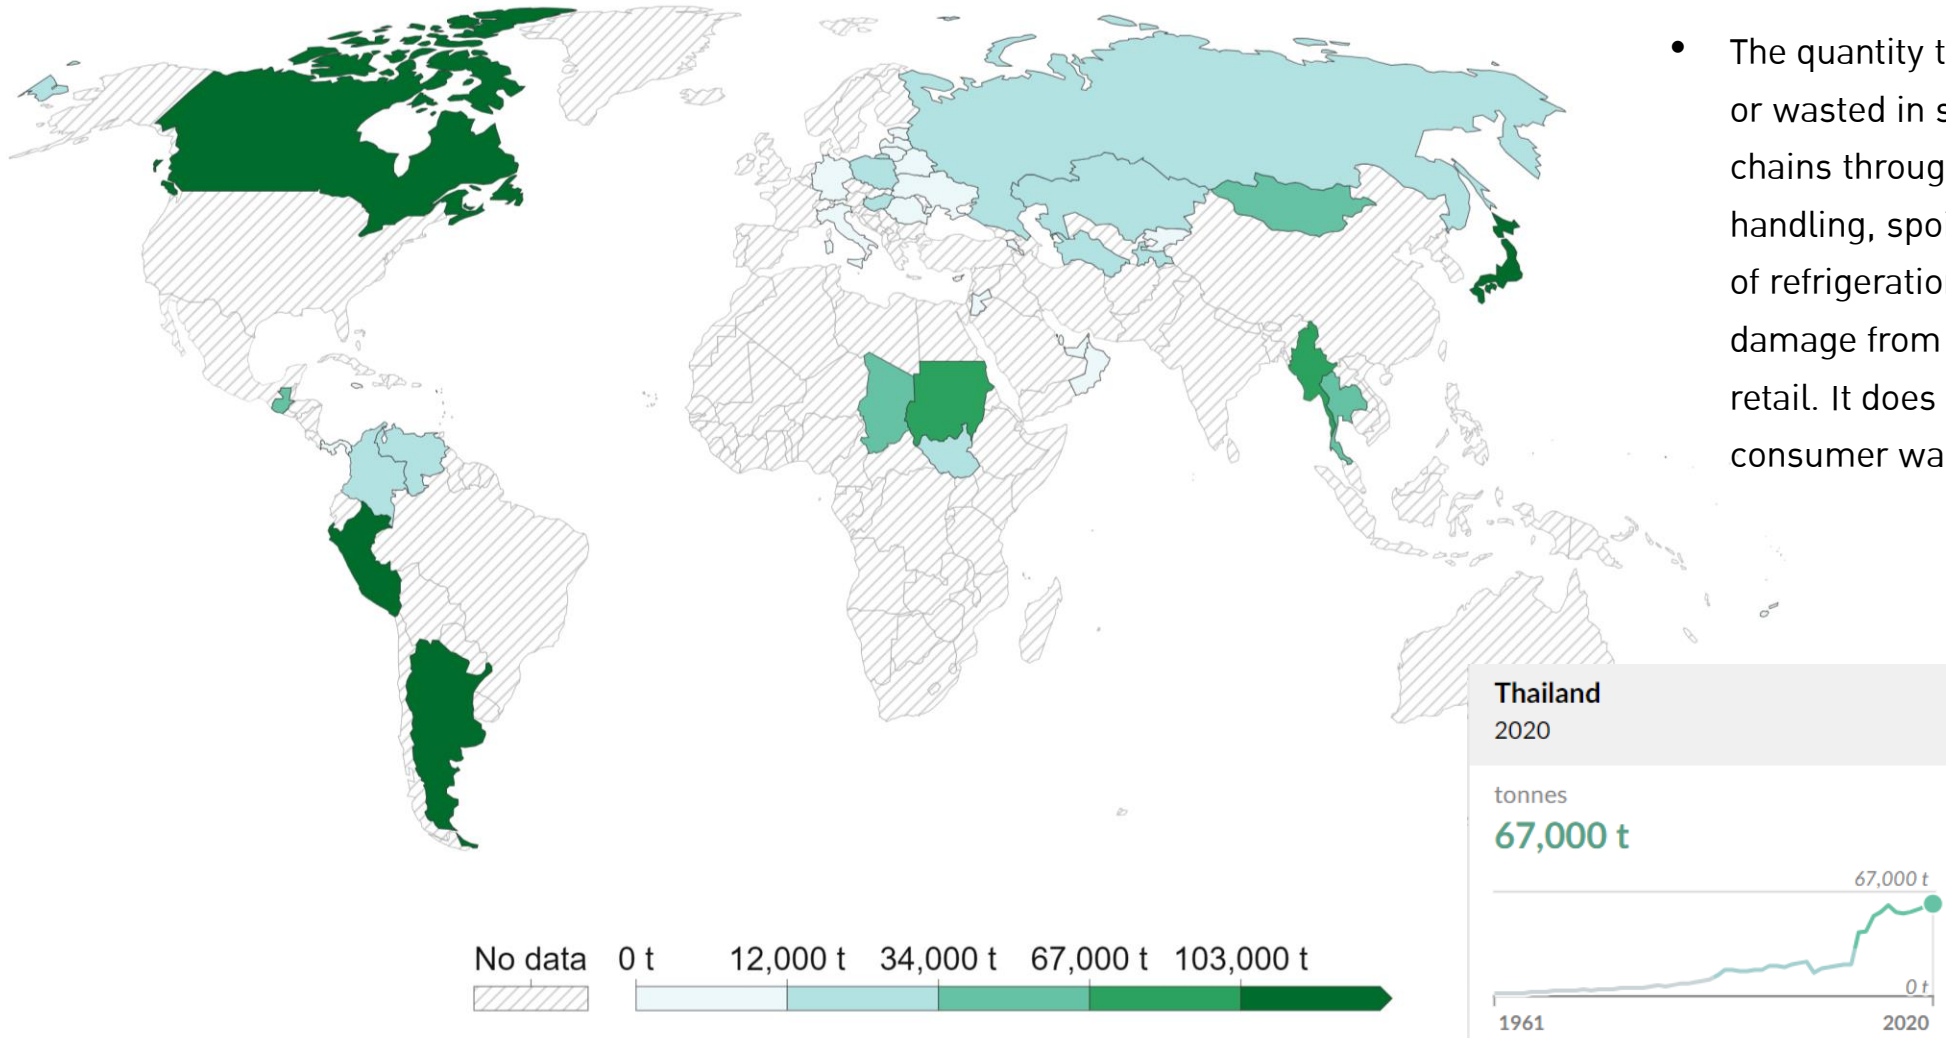 • The quantity t
or wasted in s
chains throug
handling, spo
of refrigeratio
damage from
retail. It does
consumer wa
Thailand
2020
tonnes
67,000 t
67,000 t
0 t
1961 2020
No data 0 t 12,000 t 34,000 t 67,000 t 103,000 t